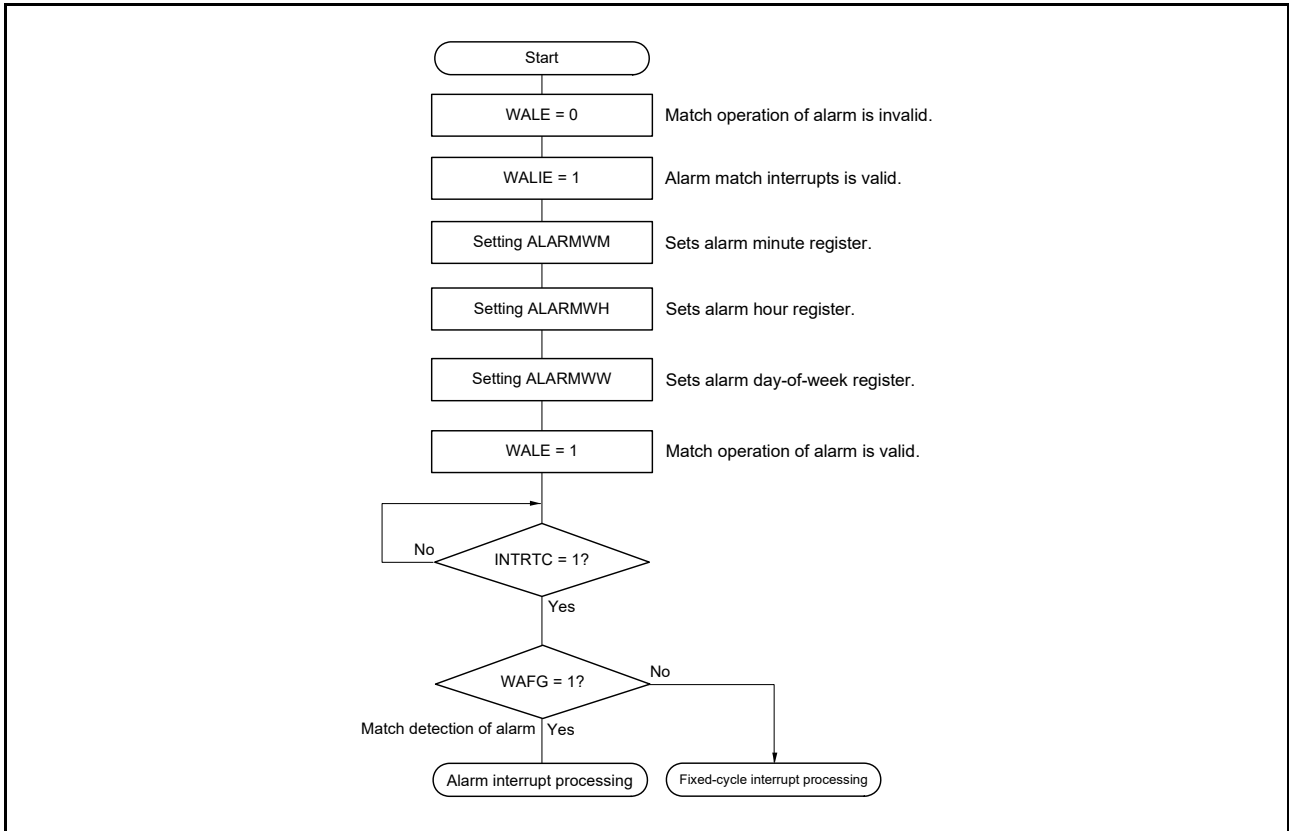 Start
WALE = 0
Match operation of alarm is invalid.
WALIE = 1
Alarm match interrupts is valid.
Setting ALARMWM
Sets alarm minute register.
Setting ALARMWH
Sets alarm hour register.
Setting ALARMWW
Sets alarm day-of-week register.
WALE = 1
Match operation of alarm is valid.
No
INTRTC = 1?
Yes
No
WAFG = 1?
Match detection of alarm
Yes
Alarm interrupt processing
Fixed-cycle interrupt processing